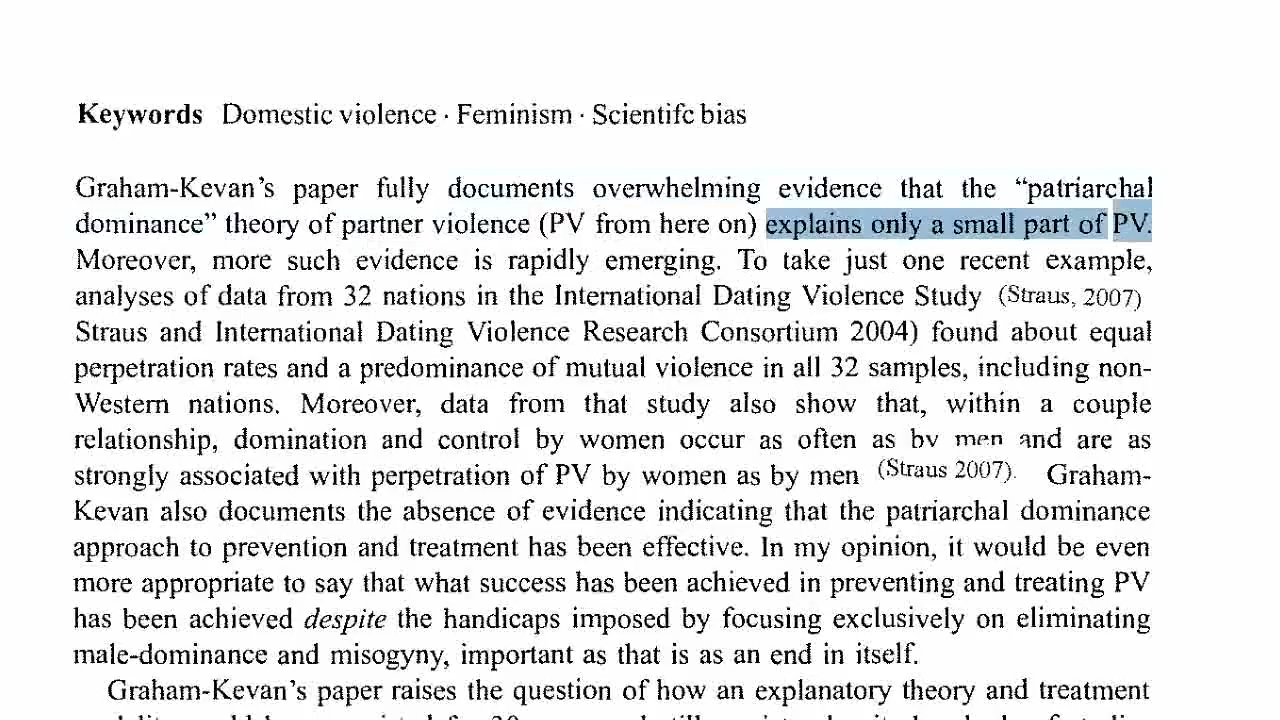 Keywords Domestic violence · Feminism · Scientifc bias
Graham-Kevan's paper fully documents overwhelming evidence that the “patriarchal
dominance” theory of partner violence (PV from here on) explains only a small part of PV.
Moreover, more such evidence is rapidly emerging. To take just one recent example,
analyses of data from 32 nations in the International Dating Violence Study (Straus, 2007)
Straus and International Dating Violence Research Consortium 2004) found about equal
perpetration rates and a predominance of mutual violence in all 32 samples, including non-
Western nations. Moreover, data from that study also show that, within a couple
relationship, domination and control by women occur as often as by men and are as
strongly associated with perpetration of PV by women as by men (Straus 2007). Graham-
Kevan also documents the absence of evidence indicating that the patriarchal dominance
approach to prevention and treatment has been effective. In my opinion, it would be even
more appropriate to say that what success has been achieved in preventing and treating PV
has been achieved despite the handicaps imposed by focusing exclusively on eliminating
male-dominance and misogyny, important as that is as an end in itself.
Graham-Kevan's paper raises the question of how an explanatory theory and treatment